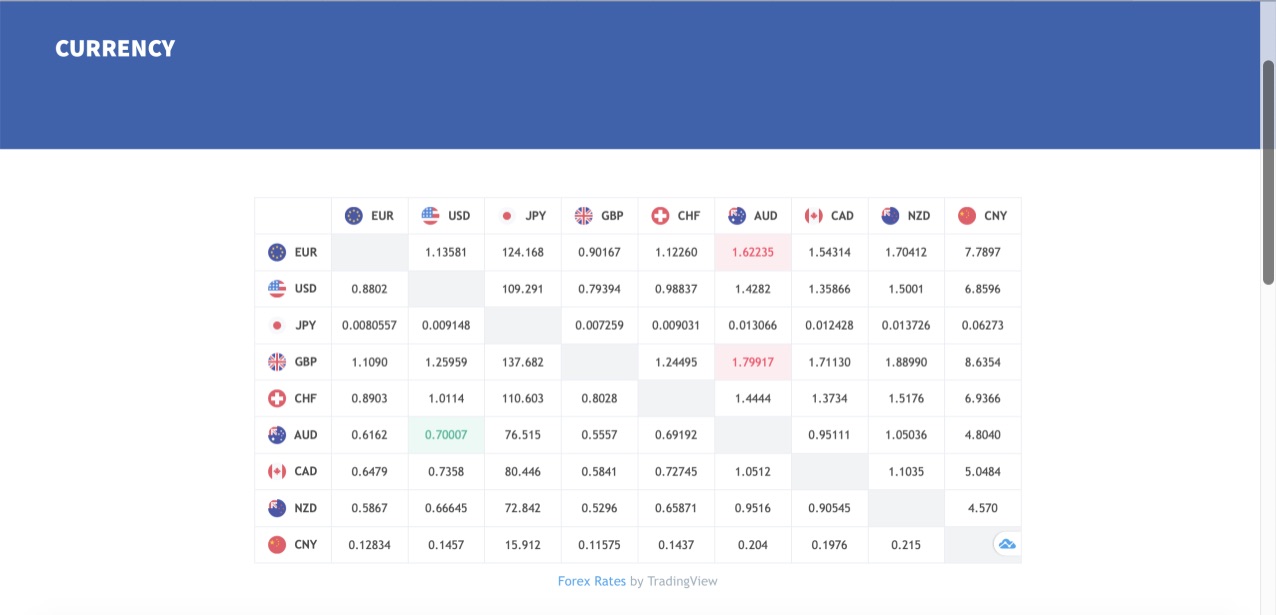 CURRENCY
EUR USD JPY GBP CHF AUD CAD NZD CNY
EUR 1.13581 124.168 0.90167 1.12260 1.62235 1.54314 1.70412 7.7897
USD 0.8802 109.291 0.79394 0.98837 1.4282 1.35866 1.5001 6.8596
JPY 0.0080557 0.009148 0.007259 0.009031 0.013066 0.012428 0.013726 0.06273
GBP 1.1090 1.25959 137.682 1.24495 1.79917 1.71130 1.88990 8.6354
CHF 0.8903 1.0114 110.603 0.8028 1.4444 1.3734 1.5176 6.9366
AUD 0.6162 0.70007 76.515 0.5557 0.69192 0.95111 1.05036 4.8040
CAD 0.6479 0.7358 80.446 0.5841 0.72745 1.0512 1.1035 5.0484
NZD 0.5867 0.66645 72.842 0.5296 0.65871 0.9516 0.90545 4.570
CNY 0.12834 0.1457 15.912 0.11575 0.1437 0.204 0.1976 0.215
Forex Rates by TradingView